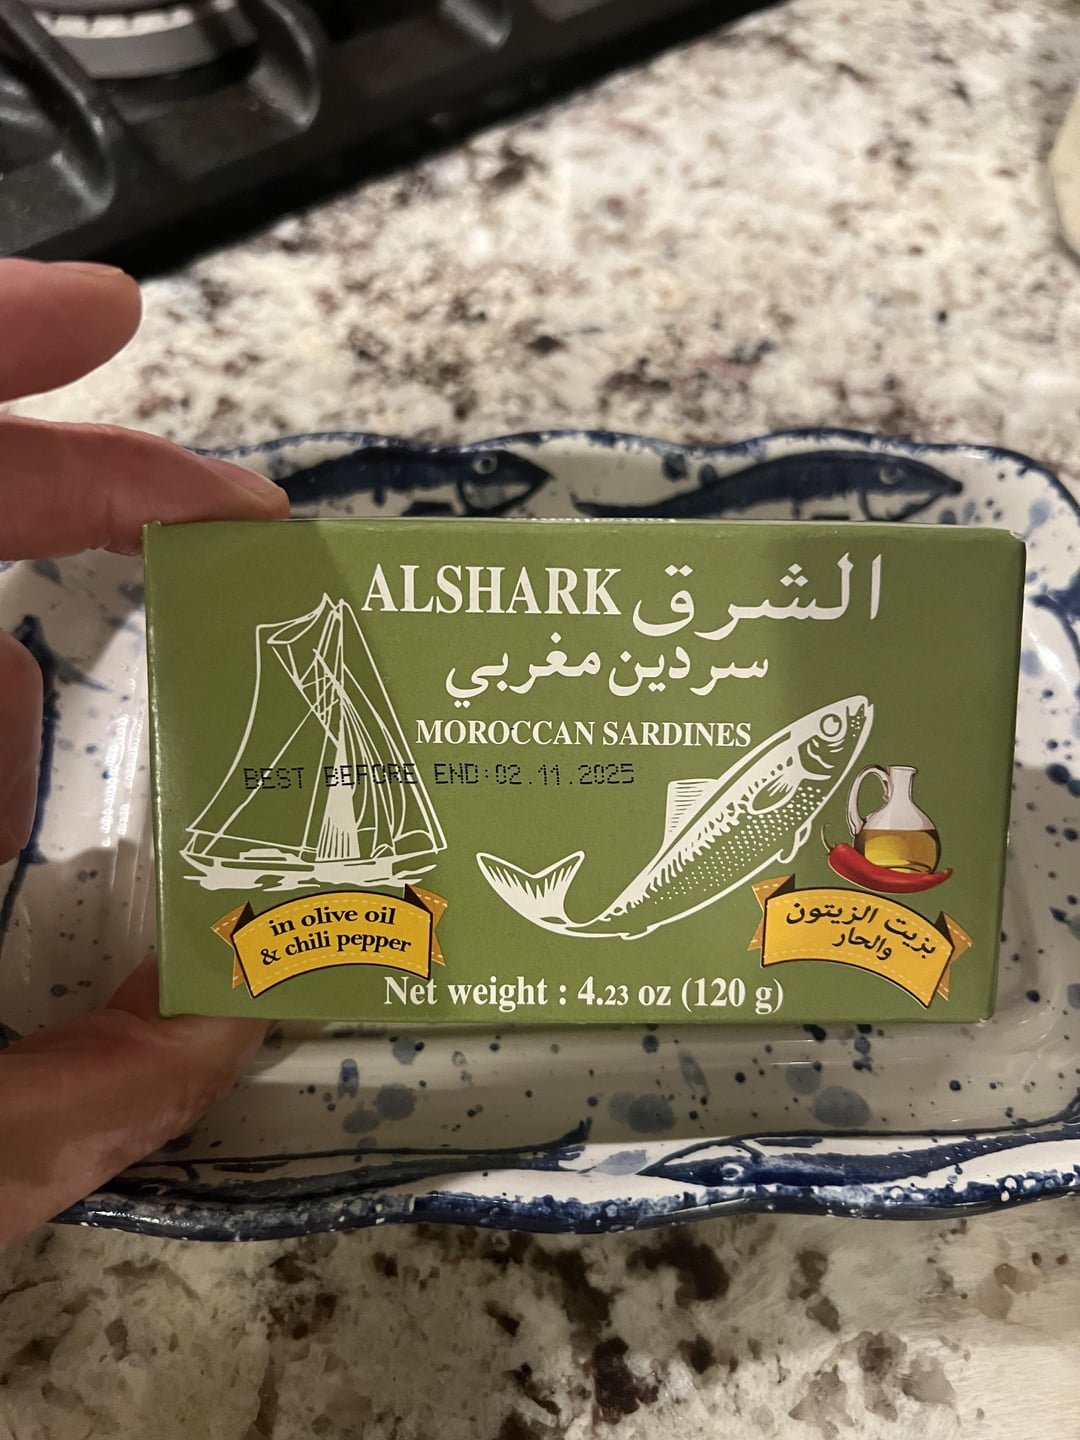 ALSHARK الشرق
سردين مغربي
MOROCCAN SARDINES
BEST BEFORE END:02.11.2025
in olive oil
& chili pepper
بزيت الزيتون
والحار
Net weight : 4.23 oz (120 g)